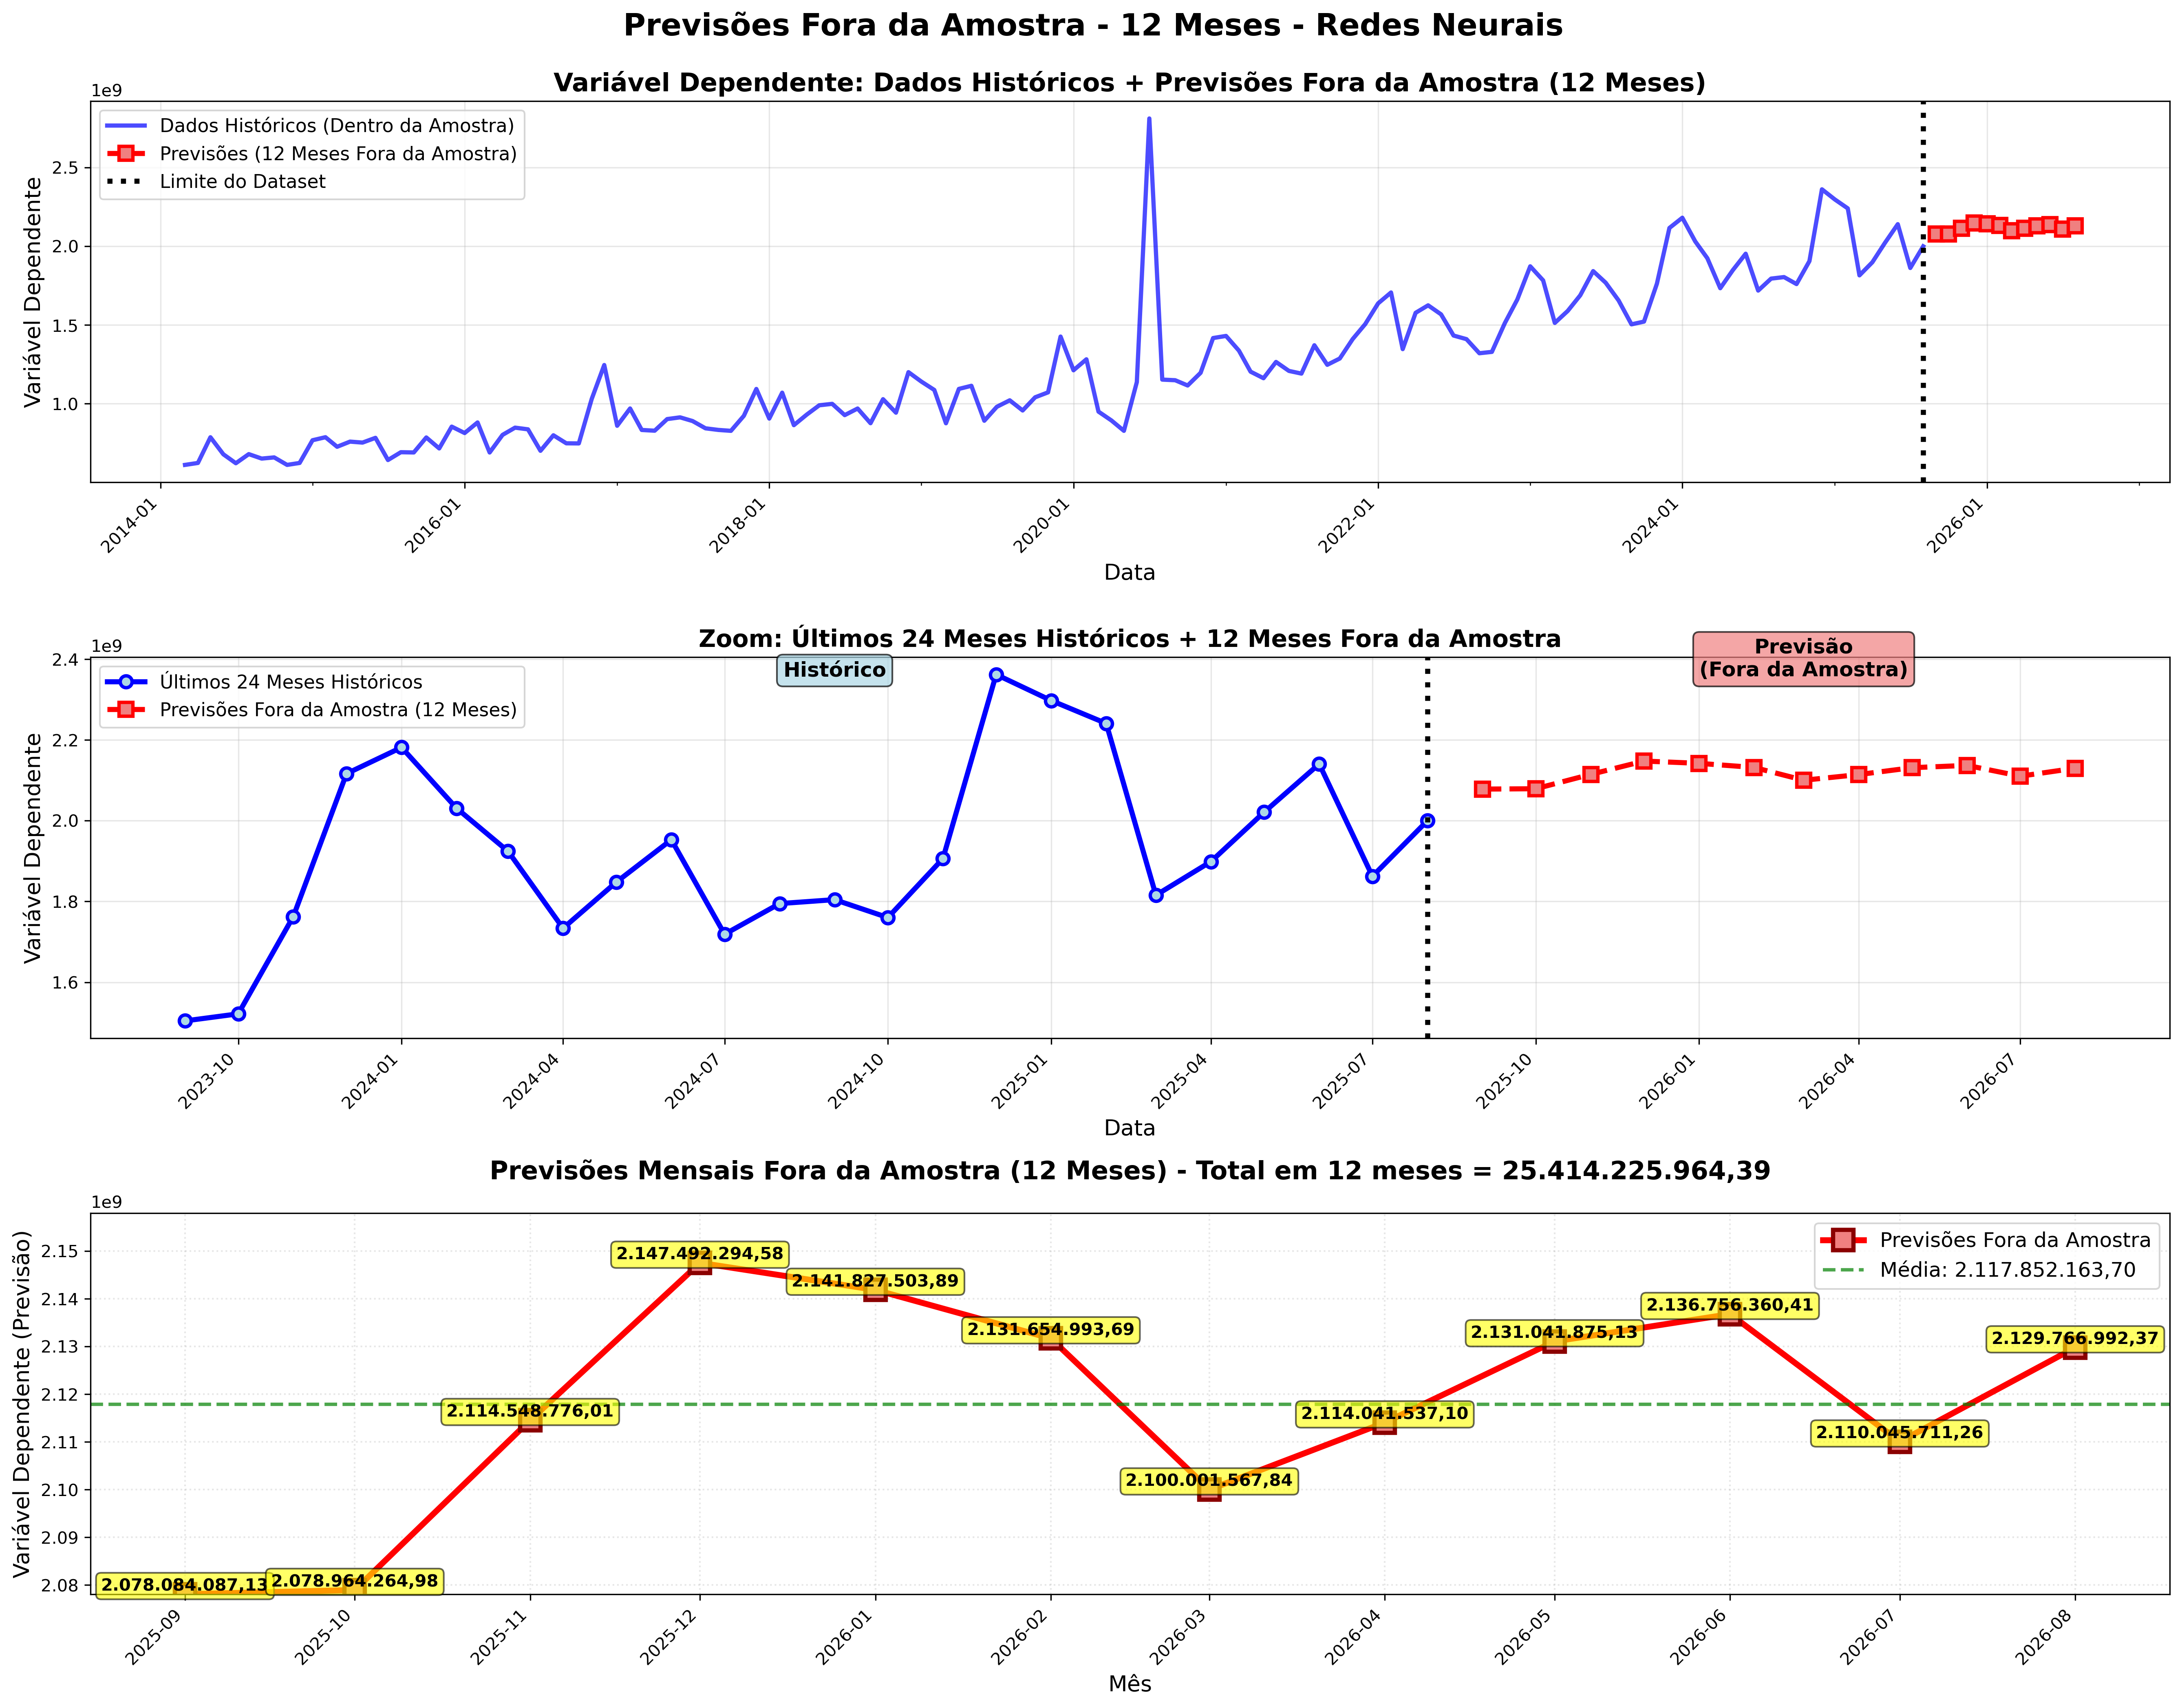 Previsões Fora da Amostra - 12 Meses - Redes Neurais
Variável Dependente: Dados Históricos + Previsões Fora da Amostra (12 Meses)
1e9
Dados Históricos (Dentro da Amostra)
Previsões (12 Meses Fora da Amostra)
Limite do Dataset
Variável Dependente
2.5
2.0
1.5
1.0
2014-01
2016-01
2018-01
2020-01
2022-01
2024-01
2026-01
Data
Zoom: Últimos 24 Meses Históricos + 12 Meses Fora da Amostra
1e9
Últimos 24 Meses Históricos
Previsões Fora da Amostra (12 Meses)
Histórico
Previsão
(Fora da Amostra)
Variável Dependente
2.4
2.2
2.0
1.8
1.6
2023-10
2024-01
2024-04
2024-07
2024-10
2025-01
2025-04
2025-07
2025-10
2026-01
2026-04
2026-07
Data
Previsões Mensais Fora da Amostra (12 Meses) - Total em 12 meses = 25.414.225.964,39
1e9
Previsões Fora da Amostra
Média: 2.117.852.163,70
Variável Dependente (Previsão)
2.15
2.14
2.13
2.12
2.11
2.10
2.09
2.08
2.078.084.087,13
2.078.964.264,98
2.114.548.776,01
2.147.492.294,58
2.141.827.503,89
2.131.654.993,69
2.100.001.567,84
2.114.041.537,10
2.131.041.875,13
2.136.756.360,41
2.110.045.711,26
2.129.766.992,37
2025-09
2025-10
2025-11
2025-12
2026-01
2026-02
2026-03
2026-04
2026-05
2026-06
2026-07
2026-08
Mês